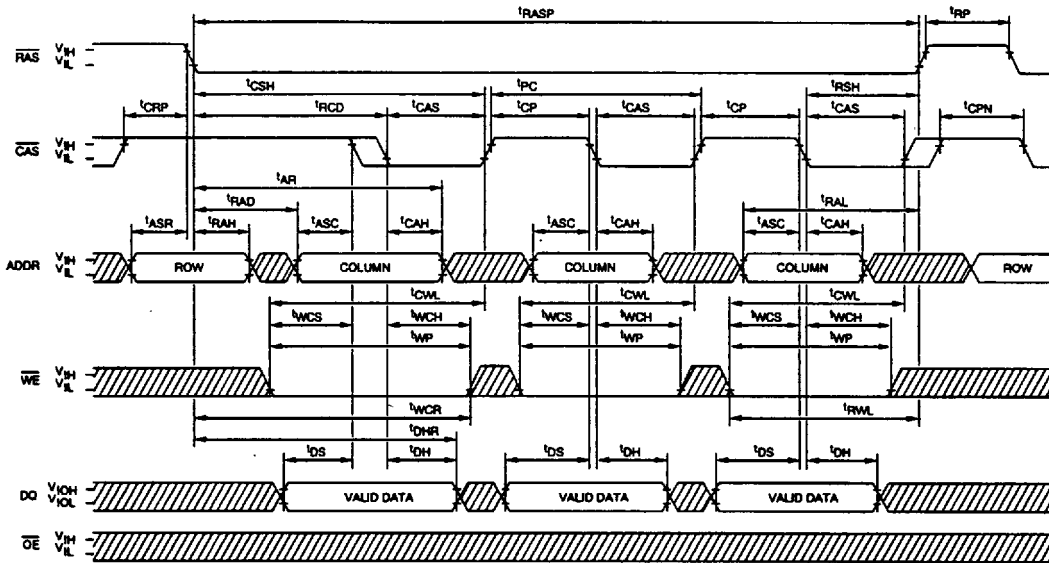 tRASP tRP
RAS VIH
VIL
tCSH tPC tRSH
tCRP tRCD tCAS tCP tCAS tCP tCAS tCPN
CAS VIH
VIL
tAR
tRAD tRAL
tASR tRAH tASC tCAH tASC tCAH tASC tCAH
ADDR VIH
VIL
ROW COLUMN COLUMN COLUMN ROW
tCWL tCWL tCWL
tWCS tWCH tWCS tWCH tWCS tWCH
tWP tWP tWP
WE VIH
VIL
tWCR tRWL
tDHR
tDS tDH tDS tDH tDS tDH
DQ VIOH
VIOL
VALID DATA VALID DATA VALID DATA
OE VIH
VIL